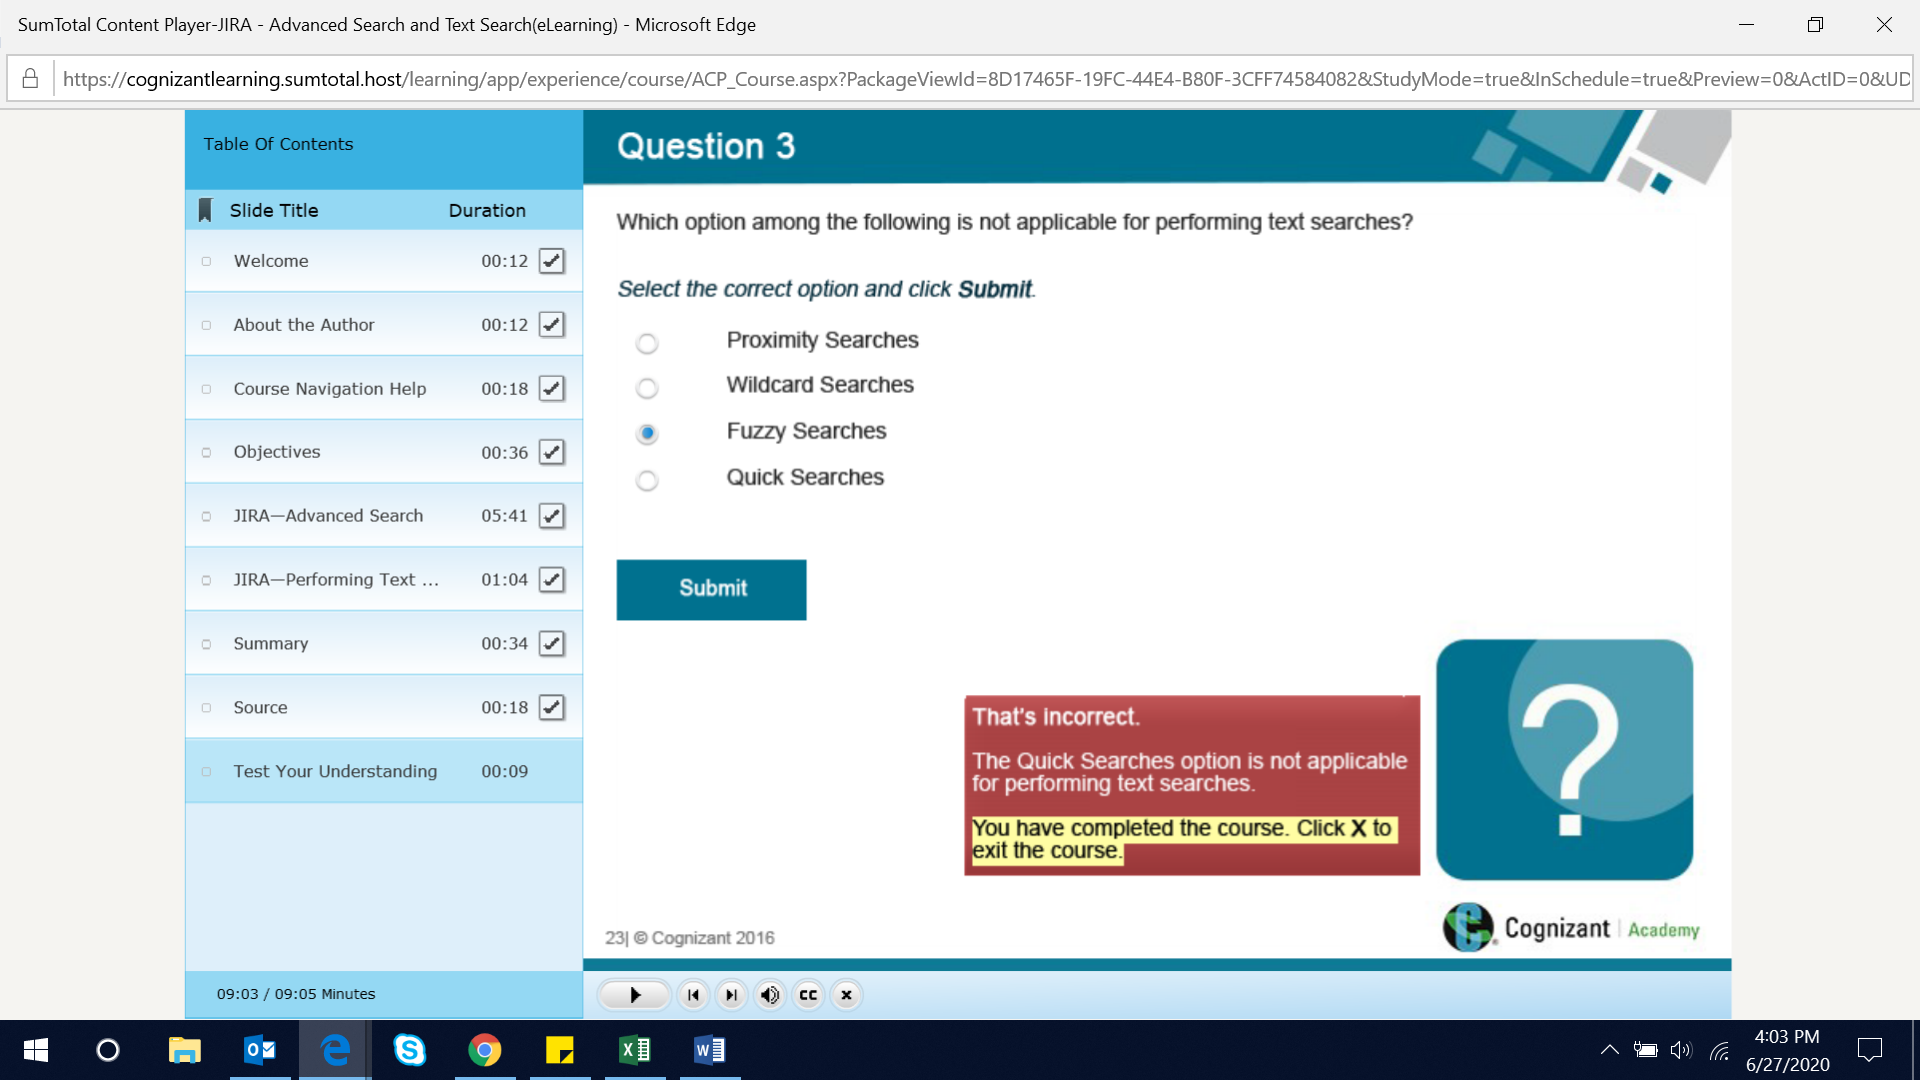 SumTotal Content Player-JIRA - Advanced Search and Text Search(eLearning) - Microsoft Edge
https://cognizantlearning.sumtotal.host/learning/app/experience/course/ACP_Course.aspx?PackageViewId=8D17465F-19FC-44E4-B80F-3CFF74584082&StudyMode=true&InSchedule=true&Preview=0&ActID=0&UD
Table Of Contents
Slide Title Duration
Welcome 00:12
About the Author 00:12
Course Navigation Help 00:18
Objectives 00:36
JIRA—Advanced Search 05:41
JIRA—Performing Text ... 01:04
Summary 00:34
Source 00:18
Test Your Understanding 00:09
09:03 / 09:05 Minutes
Question 3
Which option among the following is not applicable for performing text searches?
Select the correct option and click Submit.
Proximity Searches
Wildcard Searches
Fuzzy Searches
Quick Searches
Submit
That's incorrect.
The Quick Searches option is not applicable
for performing text searches.
You have completed the course. Click X to
exit the course.
?
23| © Cognizant 2016
Cognizant | Academy
CC
4:03 PM
6/27/2020